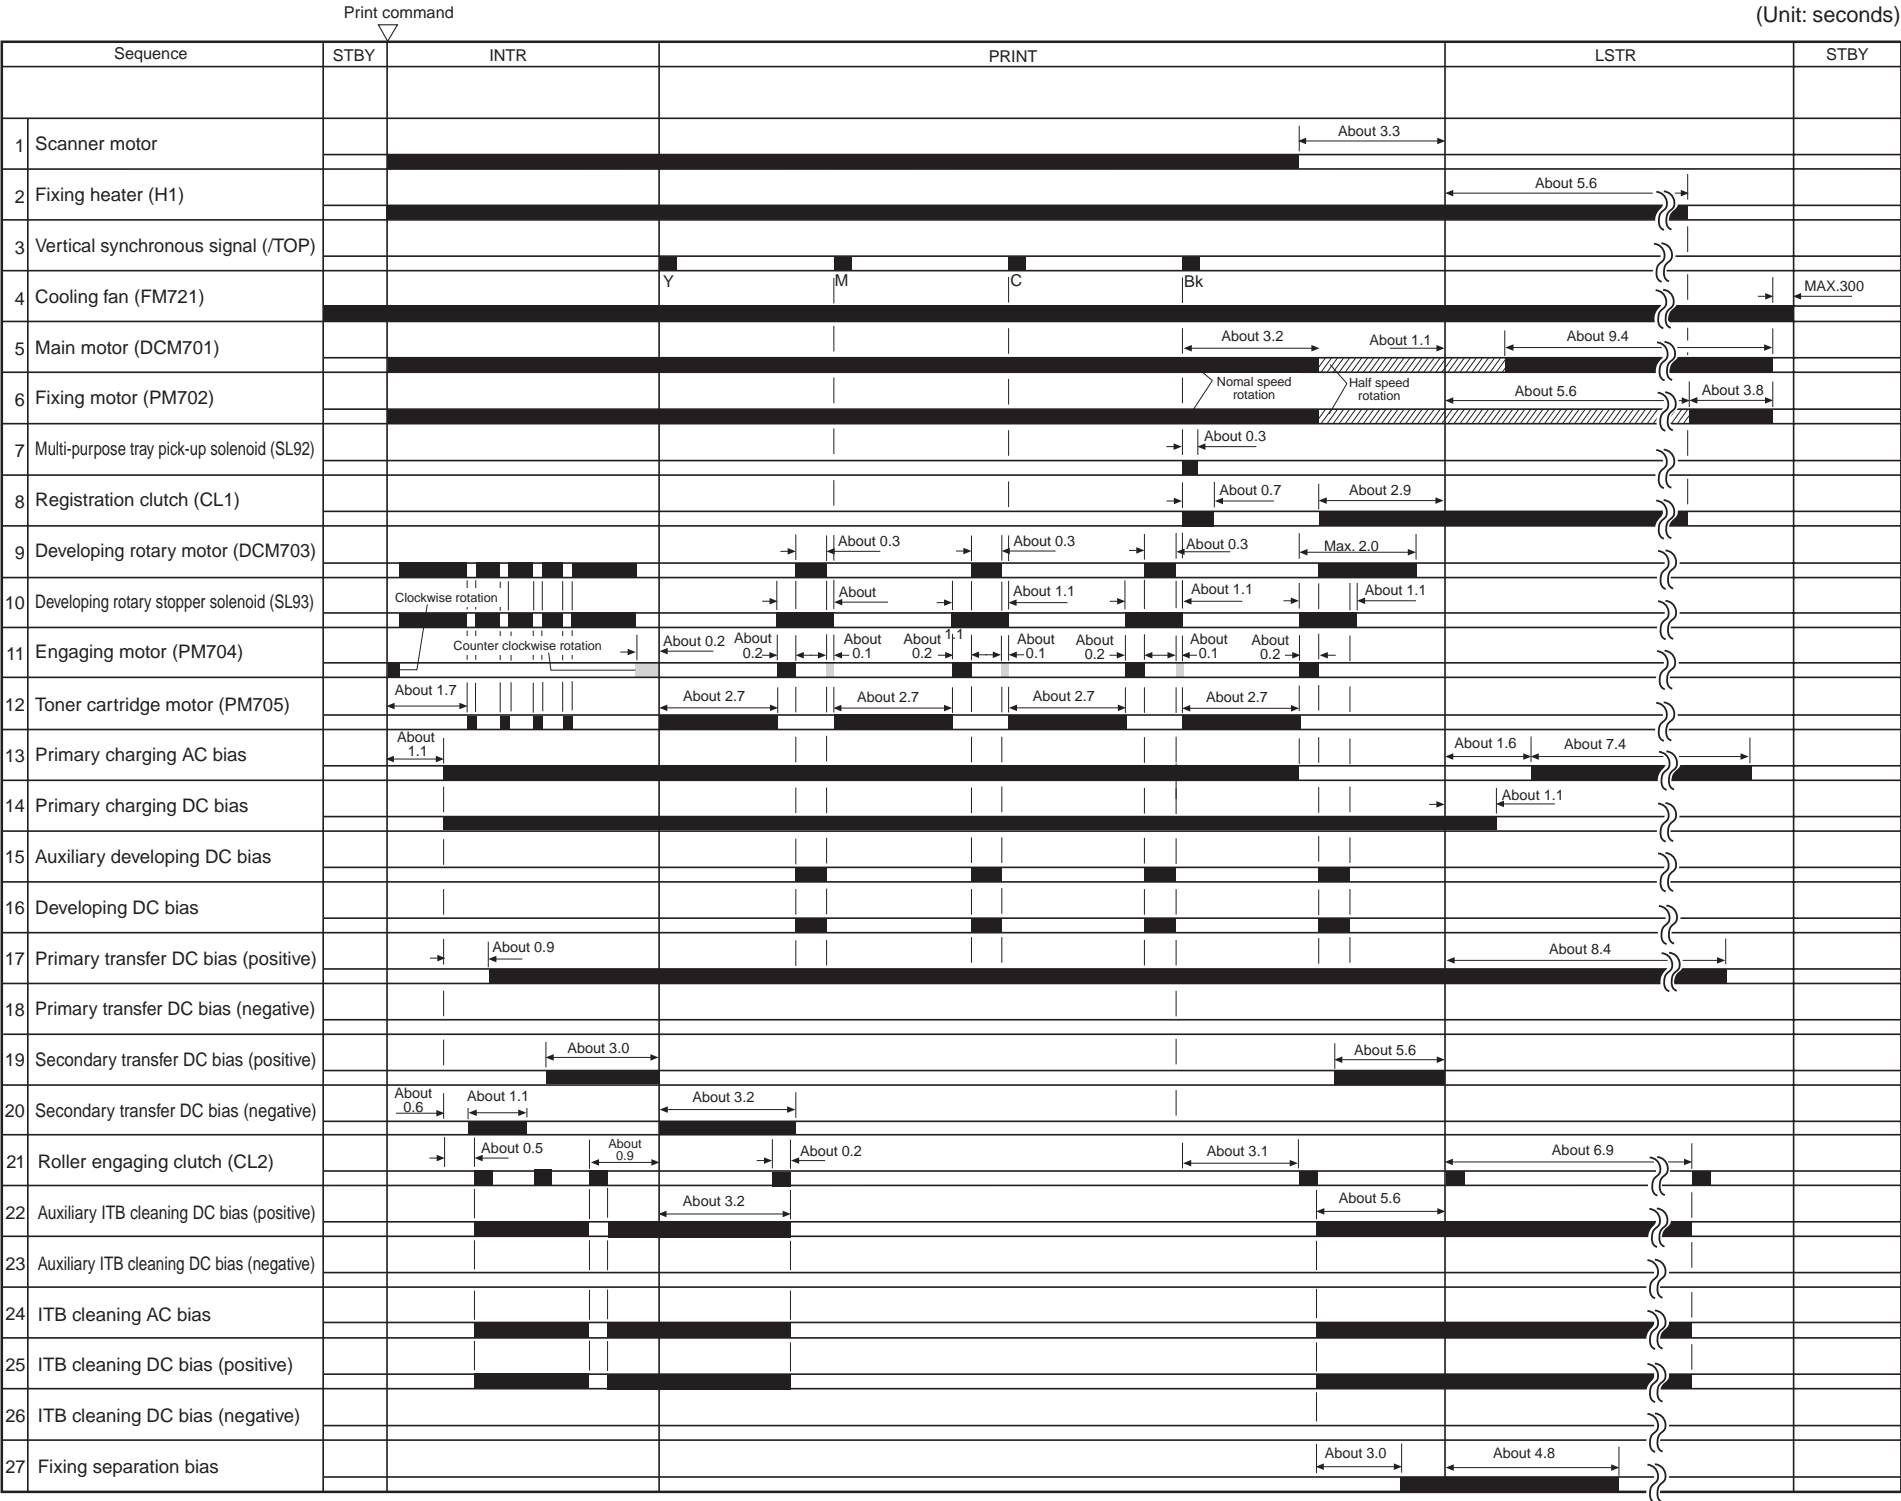 Print command
(Unit: seconds)
Sequence STBY INTR PRINT LSTR STBY
1 Scanner motor About 3.3
2 Fixing heater (H1) About 5.6
3 Vertical synchronous signal (/TOP)
Y M C Bk
4 Cooling fan (FM721) MAX.300
5 Main motor (DCM701) About 3.2 About 1.1 About 9.4
Nomal speed rotation Half speed rotation
6 Fixing motor (PM702) About 5.6 About 3.8
7 Multi-purpose tray pick-up solenoid (SL92) About 0.3
8 Registration clutch (CL1) About 0.7 About 2.9
9 Developing rotary motor (DCM703) About 0.3 About 0.3 About 0.3 Max. 2.0
10 Developing rotary stopper solenoid (SL93) Clockwise rotation About About 1.1 About 1.1 About 1.1
11 Engaging motor (PM704) Counter clockwise rotation About 0.2 About 0.2 About 0.1 About 0.2 1.1 About 0.1 About 0.2 About 0.1 About 0.2
12 Toner cartridge motor (PM705) About 1.7 About 2.7 About 2.7 About 2.7 About 2.7
13 Primary charging AC bias About 1.1 About 1.6 About 7.4
14 Primary charging DC bias About 1.1
15 Auxiliary developing DC bias
16 Developing DC bias
17 Primary transfer DC bias (positive) About 0.9 About 8.4
18 Primary transfer DC bias (negative)
19 Secondary transfer DC bias (positive) About 3.0 About 5.6
20 Secondary transfer DC bias (negative) About 0.6 About 1.1 About 3.2
21 Roller engaging clutch (CL2) About 0.5 About 0.9 About 0.2 About 3.1 About 6.9
22 Auxiliary ITB cleaning DC bias (positive) About 3.2 About 5.6
23 Auxiliary ITB cleaning DC bias (negative)
24 ITB cleaning AC bias
25 ITB cleaning DC bias (positive)
26 ITB cleaning DC bias (negative)
27 Fixing separation bias About 3.0 About 4.8